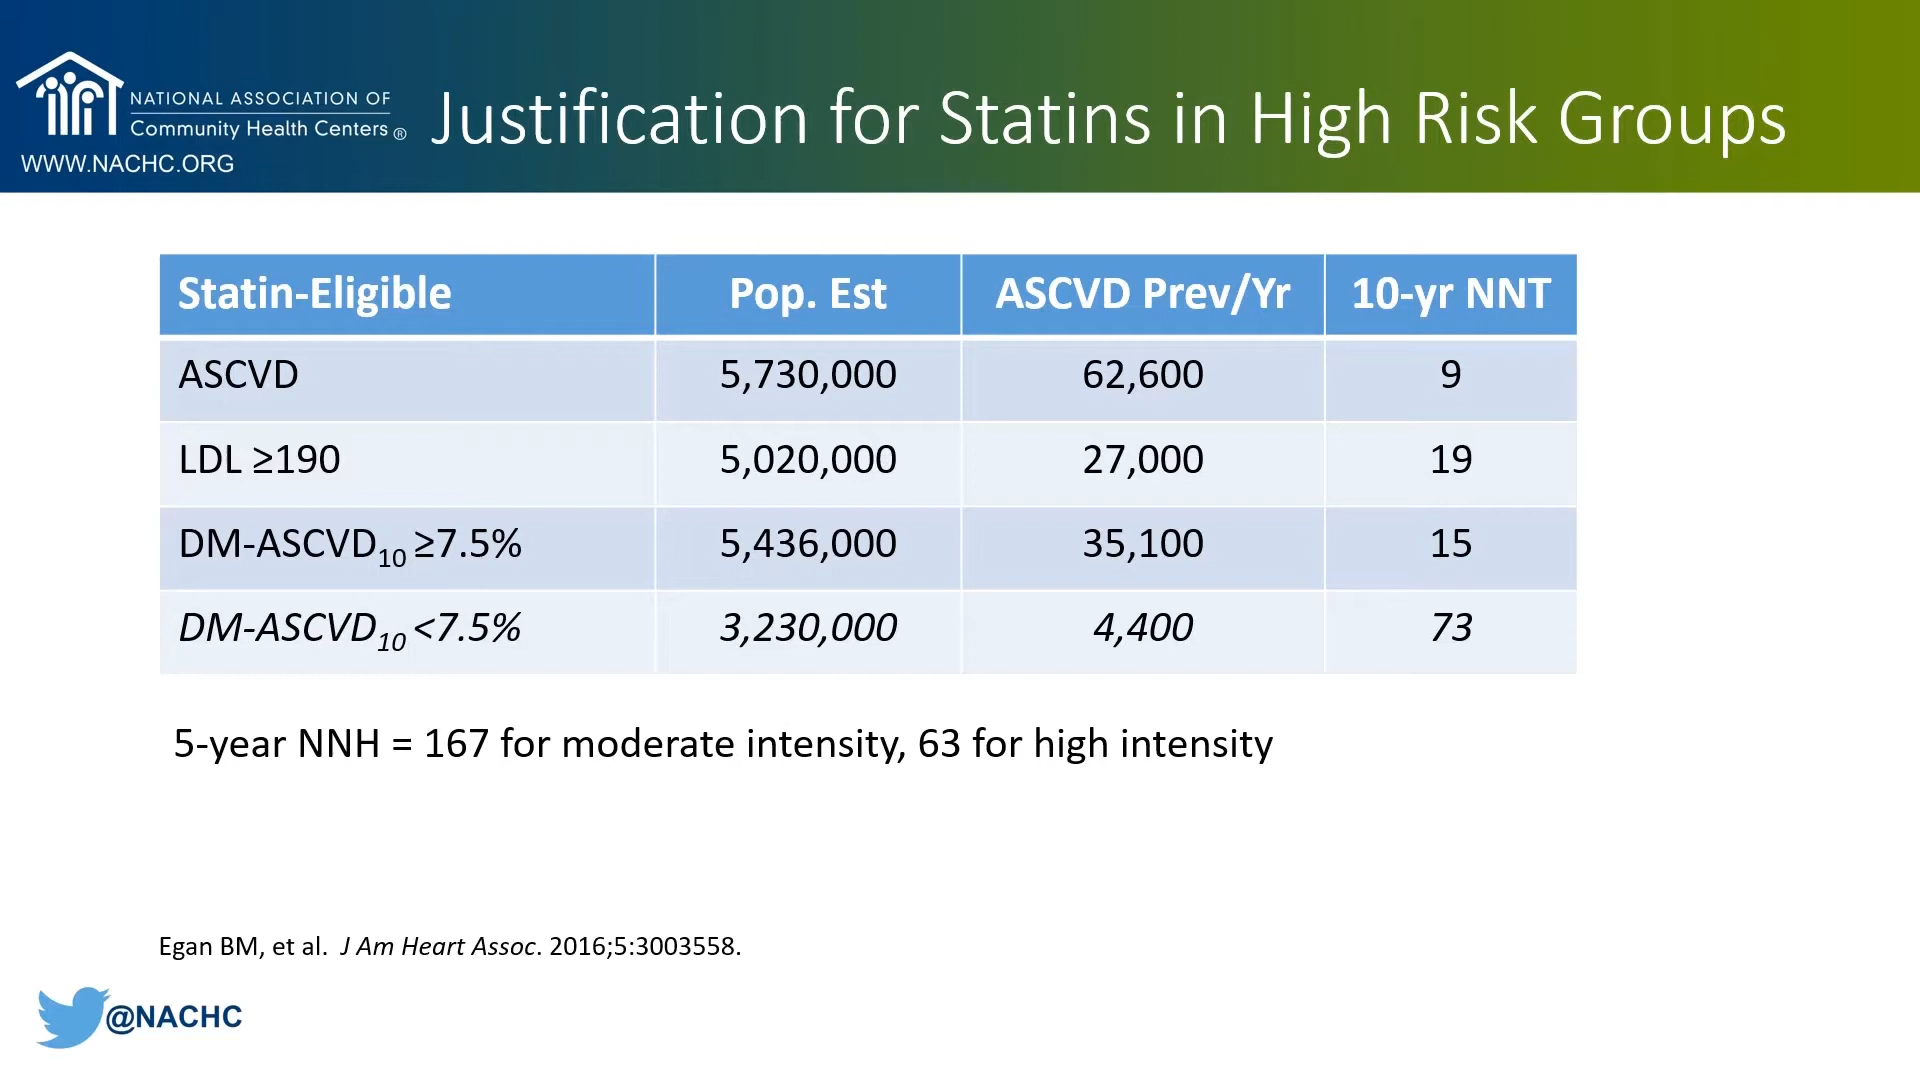 NATIONAL ASSOCIATION OF
Community Health Centers ®
WWW.NACHC.ORG
Justification for Statins in High Risk Groups
Statin-Eligible Pop. Est ASCVD Prev/Yr 10-yr NNT
ASCVD 5,730,000 62,600 9
LDL ≥190 5,020,000 27,000 19
DM-ASCVD10 ≥7.5% 5,436,000 35,100 15
DM-ASCVD10 <7.5% 3,230,000 4,400 73
5-year NNH = 167 for moderate intensity, 63 for high intensity
Egan BM, et al. J Am Heart Assoc. 2016;5:3003558.
@NACHC